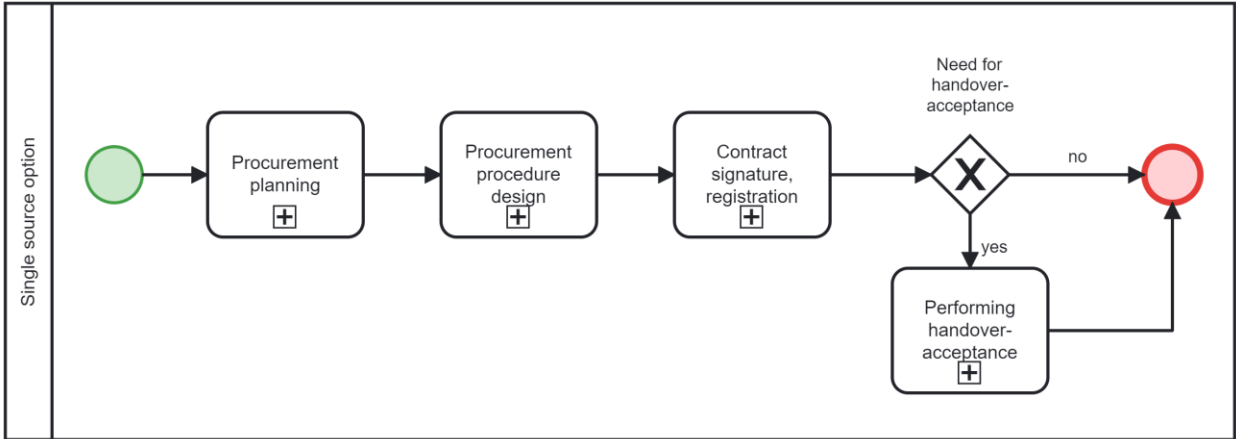 Single source option
Procurement
planning
Procurement
procedure
design
Contract
signature,
registration
Need for
handover-
acceptance
no
yes
Performing
handover-
acceptance